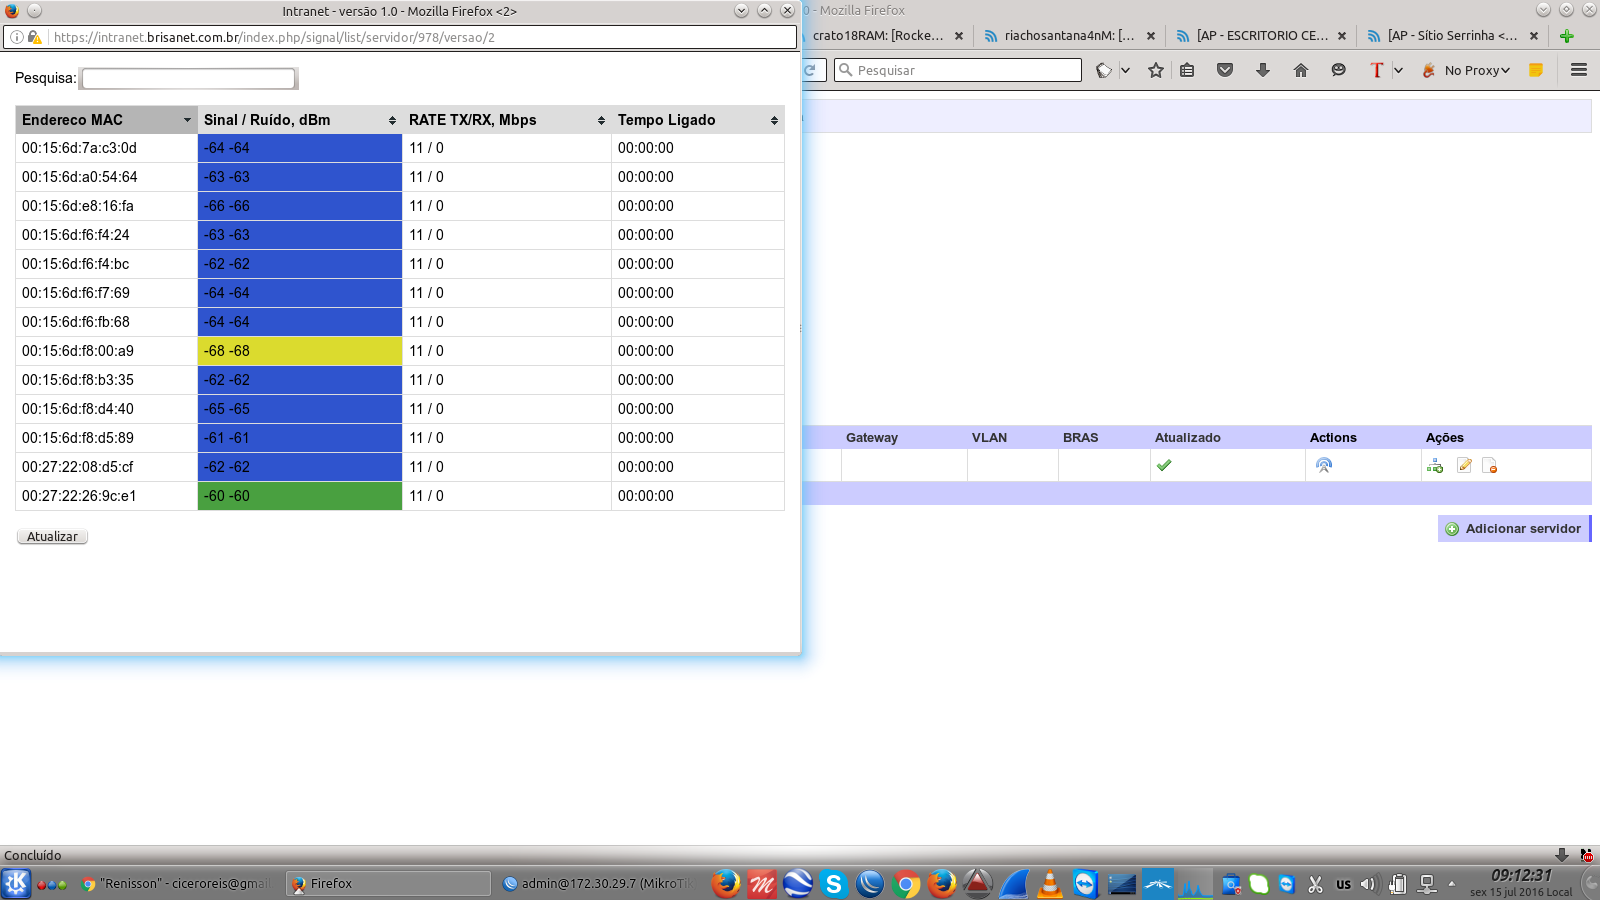 Intranet - versão 1.0 - Mozilla Firefox <2>
.0 - Mozilla Firefox
https://intranet.brisanet.com.br/index.php/signal/list/servidor/978/versao/2
crato18RAM: [Rocke...
riachosantana4nM: [...
[AP - ESCRITORIO CE...
[AP - Sítio Serrinha <...
Pesquisar
No Proxy
Pesquisa:
Endereco MAC Sinal / Ruído, dBm RATE TX/RX, Mbps Tempo Ligado
00:15:6d:7a:c3:0d -64 -64 11 / 0 00:00:00
00:15:6d:a0:54:64 -63 -63 11 / 0 00:00:00
00:15:6d:e8:16:fa -66 -66 11 / 0 00:00:00
00:15:6d:f6:f4:24 -63 -63 11 / 0 00:00:00
00:15:6d:f6:f4:bc -62 -62 11 / 0 00:00:00
00:15:6d:f6:f7:69 -64 -64 11 / 0 00:00:00
00:15:6d:f6:fb:68 -64 -64 11 / 0 00:00:00
00:15:6d:f8:00:a9 -68 -68 11 / 0 00:00:00
00:15:6d:f8:b3:35 -62 -62 11 / 0 00:00:00
00:15:6d:f8:d4:40 -65 -65 11 / 0 00:00:00
00:15:6d:f8:d5:89 -61 -61 11 / 0 00:00:00
00:27:22:08:d5:cf -62 -62 11 / 0 00:00:00
00:27:22:26:9c:e1 -60 -60 11 / 0 00:00:00
Atualizar
Gateway VLAN BRAS Atualizado Actions Ações
Adicionar servidor
Concluído
"Renisson" - ciceroreis@gmai
Firefox
admin@172.30.29.7 (MikroTik
us
09:12:31
sex 15 jul 2016 Local